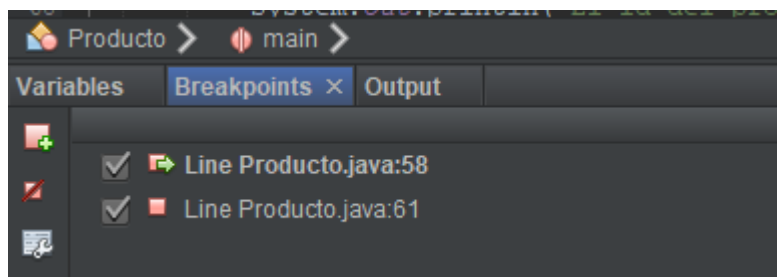 Producto > main >
Variables Breakpoints × Output
Line Producto.java:58
Line Producto.java:61